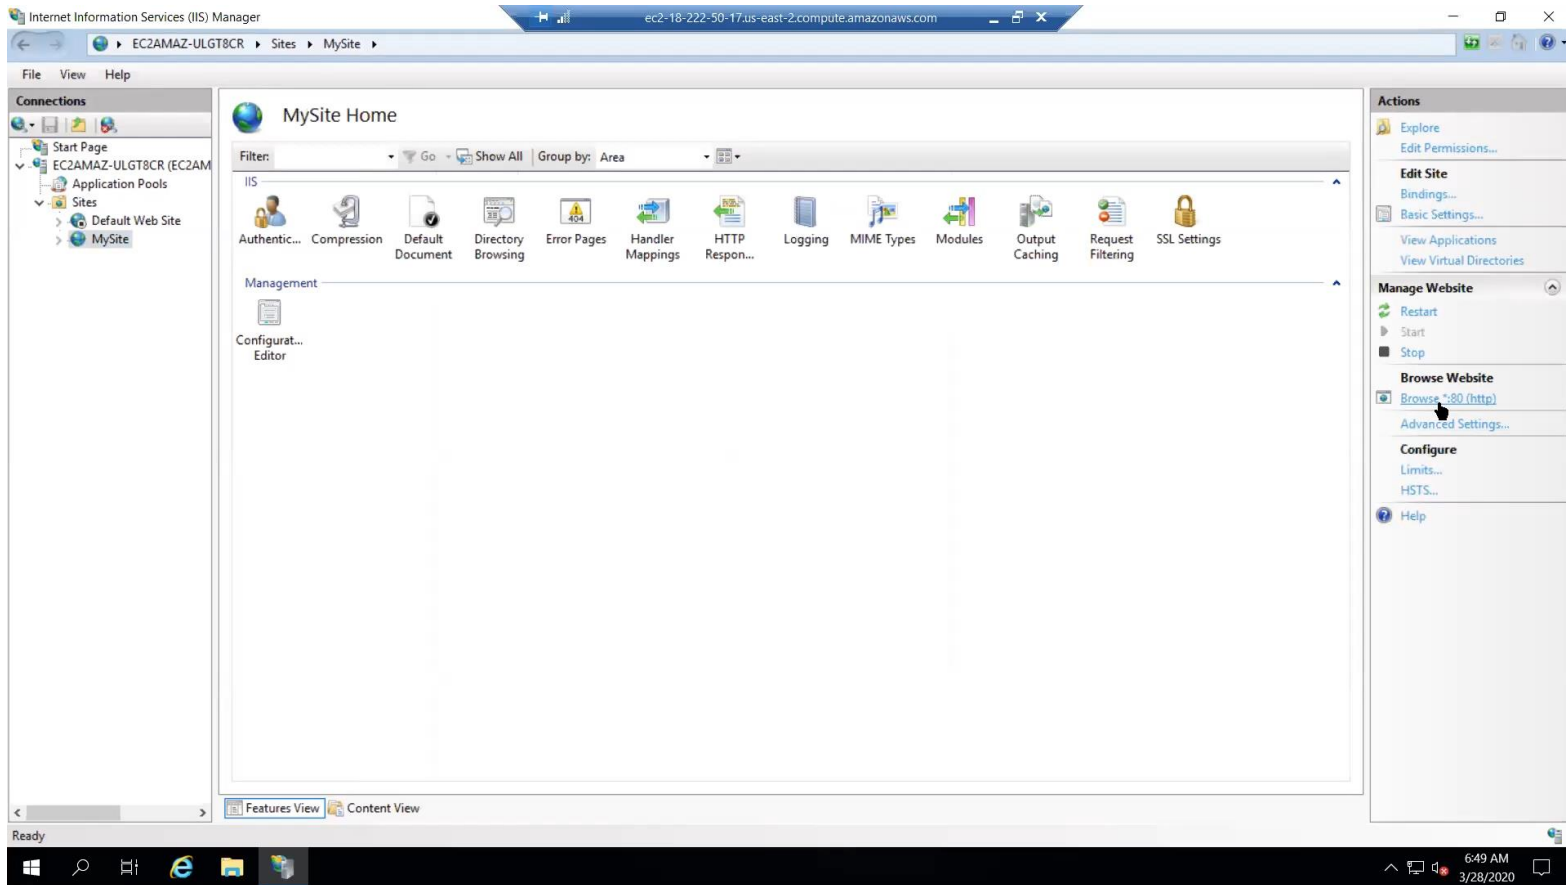 Internet Information Services (IIS) Manager
ec2-18-222-50-17.us-east-2.compute.amazonaws.com
EC2AMAZ-ULGT8CR Sites MySite
File View Help
Connections
Start Page
EC2AMAZ-ULGT8CR (EC2AM
Application Pools
Sites
Default Web Site
MySite
MySite Home
Filter: Go Show All Group by: Area
IIS
Authentic... Compression Default Document Directory Browsing Error Pages Handler Mappings HTTP Respon... Logging MIME Types Modules Output Caching Request Filtering SSL Settings
404
Management
Configurat... Editor
Features View Content View
Actions
Explore
Edit Permissions...
Edit Site
Bindings...
Basic Settings...
View Applications
View Virtual Directories
Manage Website
Restart
Start
Stop
Browse Website
Browse *:80 (http)
Advanced Settings...
Configure
Limits...
HSTS...
Help
Ready
6:49 AM
3/28/2020